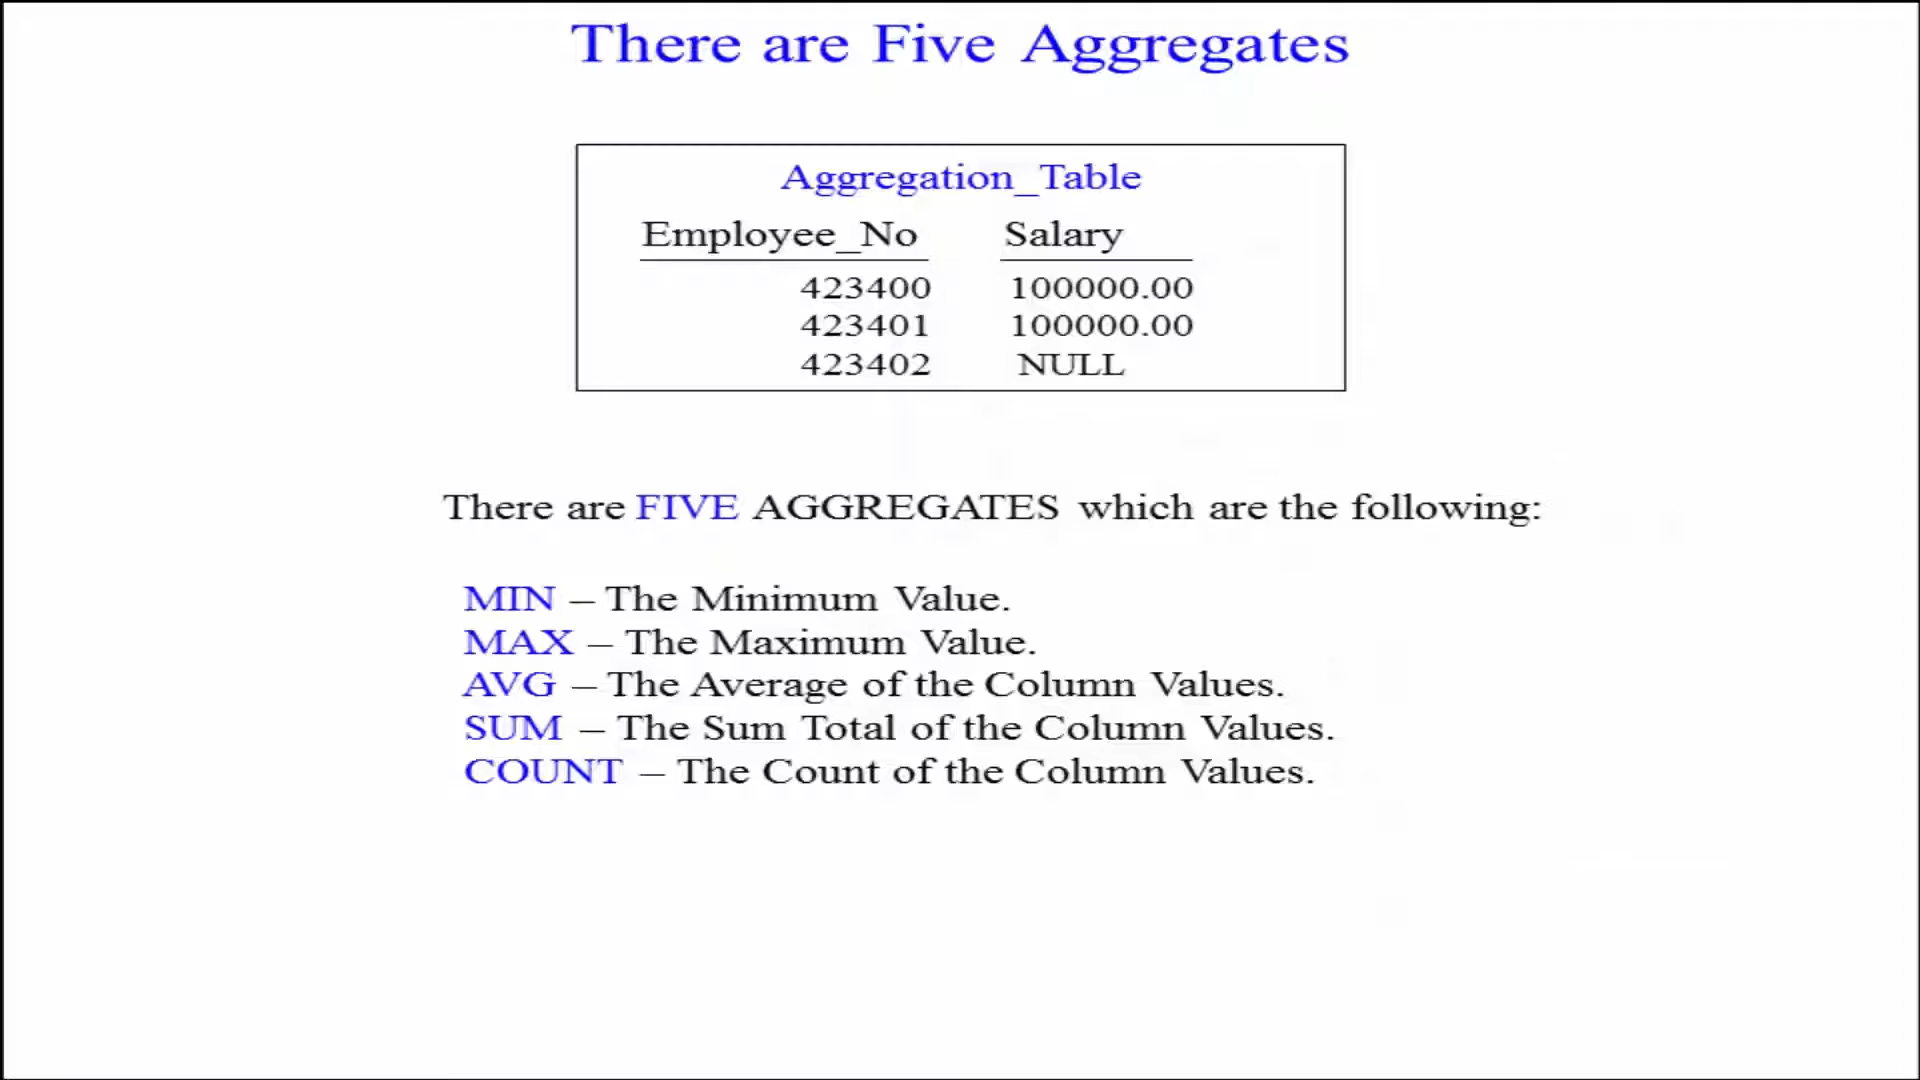 There are Five Aggregates
Aggregation_Table
Employee_No Salary
423400 100000.00
423401 100000.00
423402 NULL
There are FIVE AGGREGATES which are the following:
MIN – The Minimum Value.
MAX – The Maximum Value.
AVG – The Average of the Column Values.
SUM – The Sum Total of the Column Values.
COUNT – The Count of the Column Values.